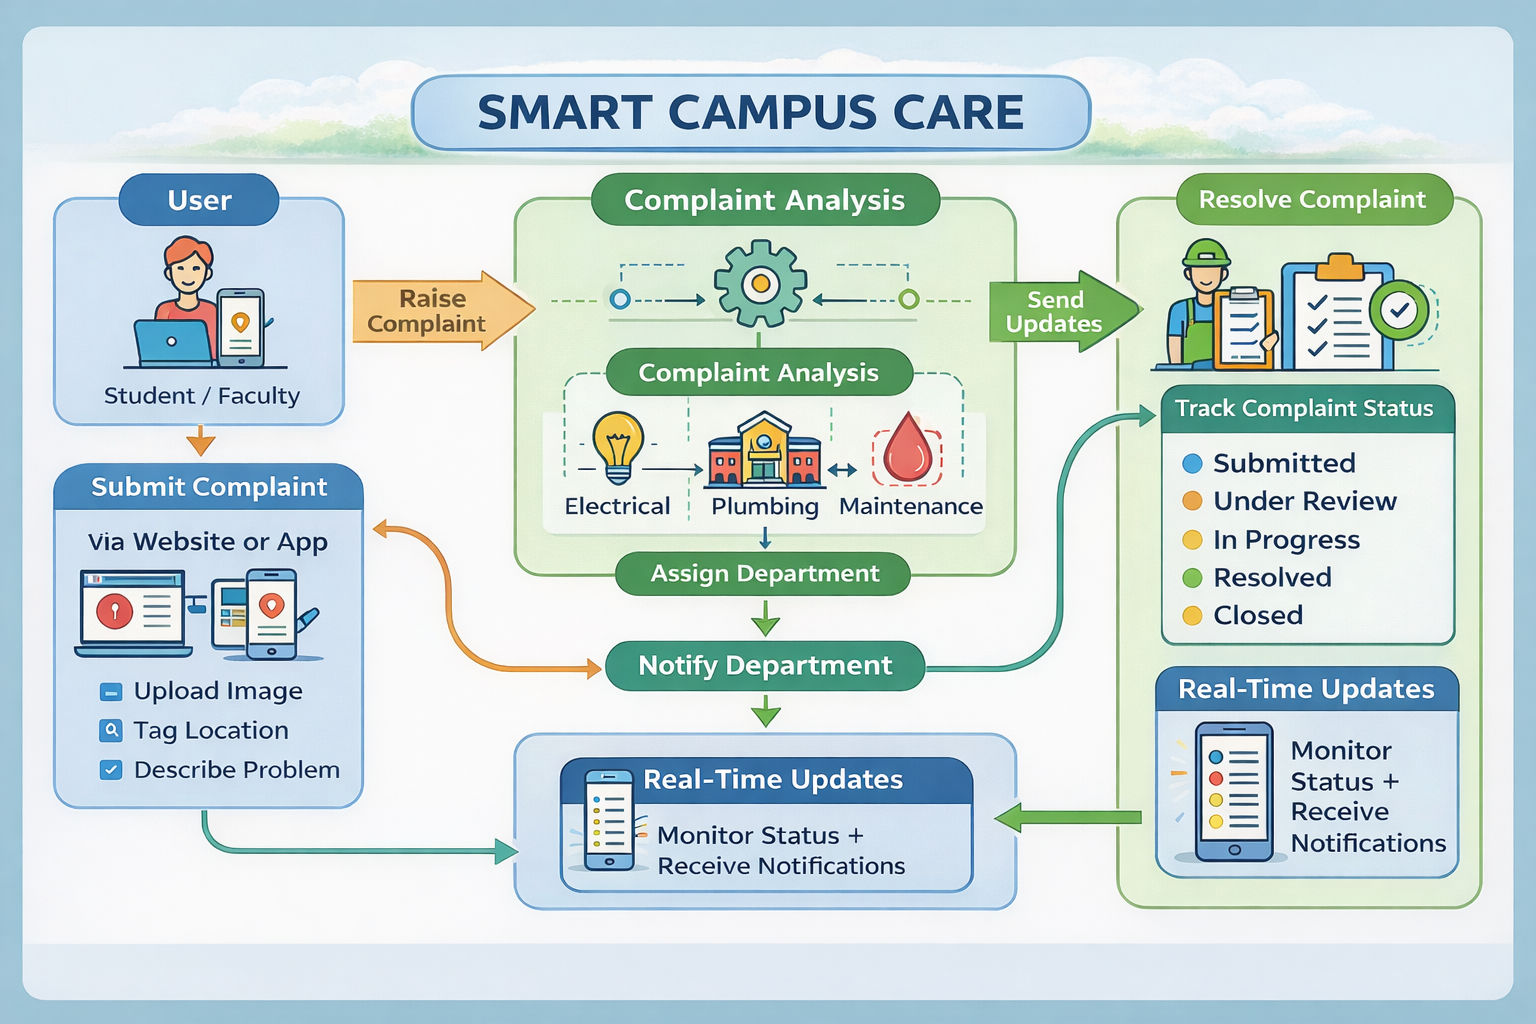 SMART CAMPUS CARE
User
Student / Faculty
Raise
Complaint
Submit Complaint
Via Website or App
Upload Image
Tag Location
Describe Problem
Complaint Analysis
Complaint Analysis
Electrical
Plumbing
Maintenance
Assign Department
Notify Department
Real-Time Updates
Monitor Status +
Receive Notifications
Send
Updates
Resolve Complaint
Track Complaint Status
Submitted
Under Review
In Progress
Resolved
Closed
Real-Time Updates
Monitor
Status +
Receive
Notifications